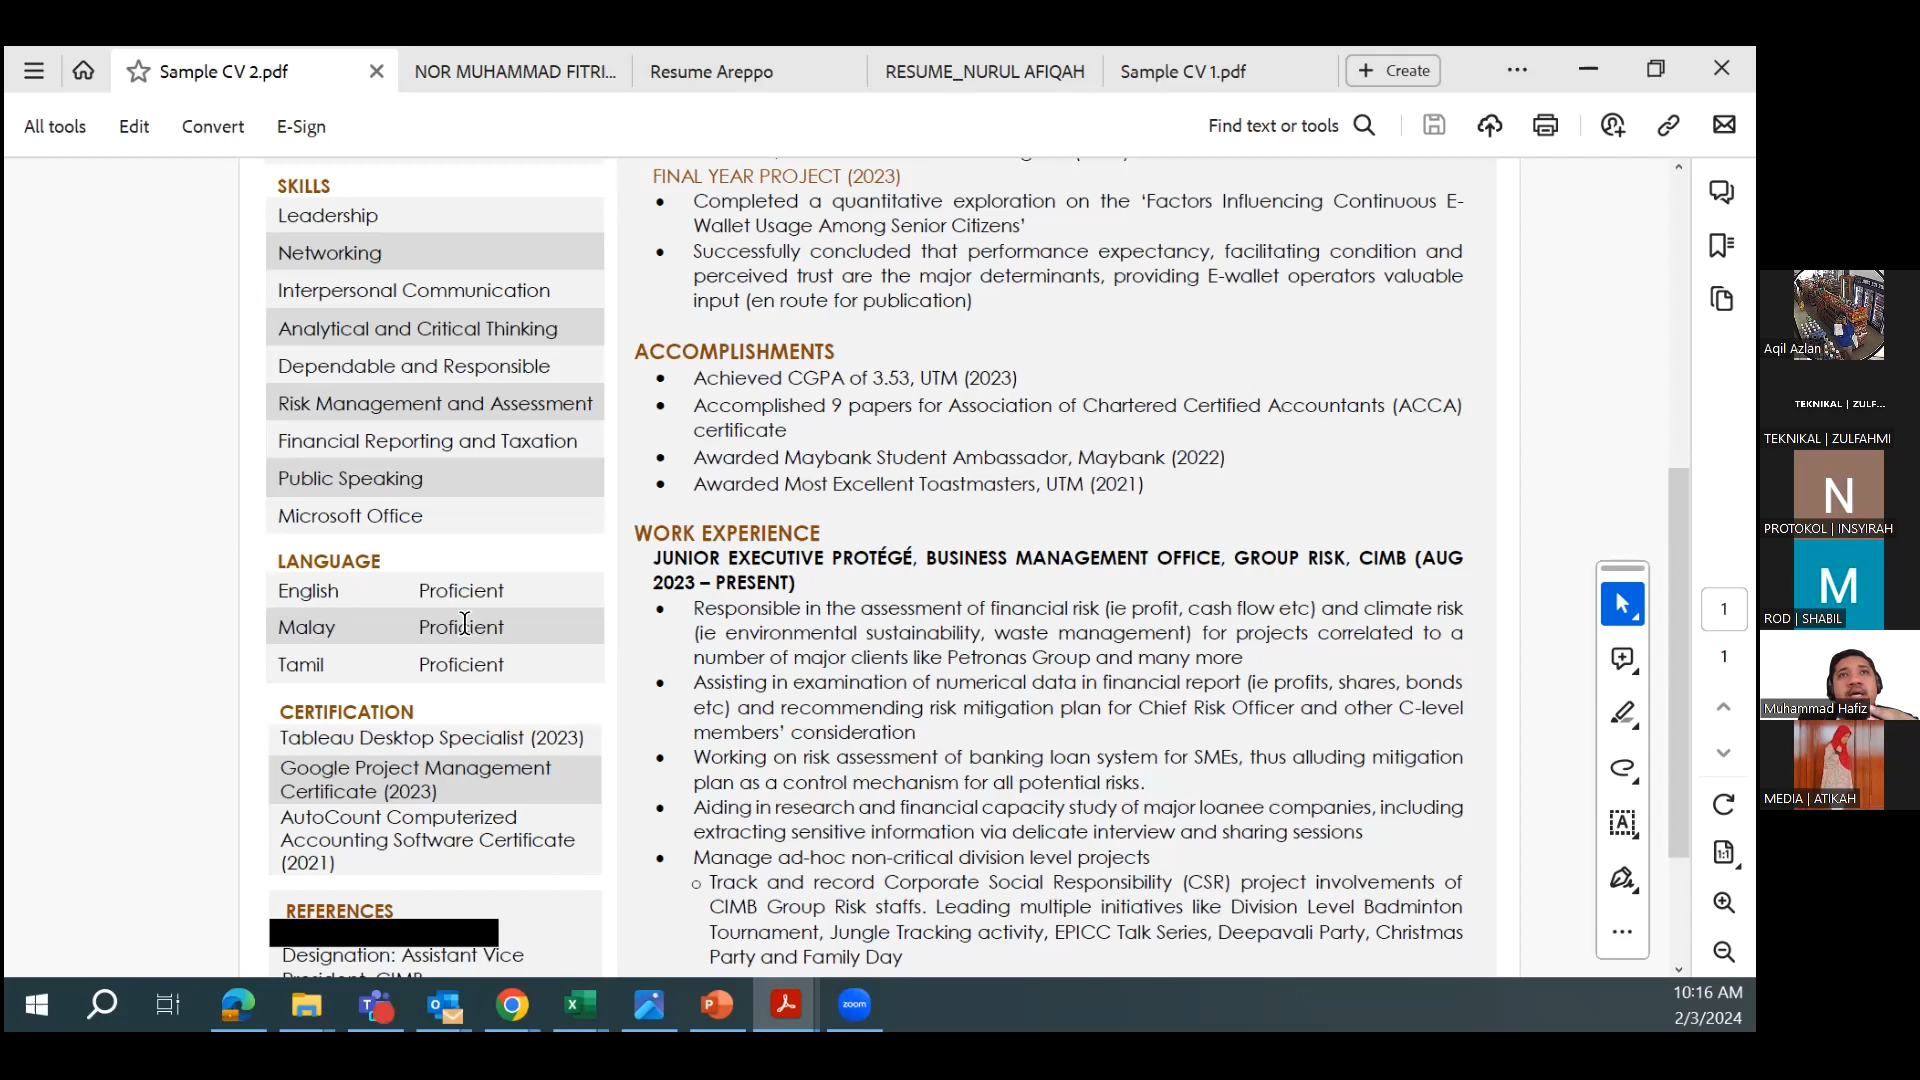 Sample CV 2.pdf
NOR MUHAMMAD FITRI...
Resume Areppo
RESUME_NURUL AFIQAH
Sample CV 1.pdf
Create
All tools
Edit
Convert
E-Sign
Find text or tools
SKILLS
Leadership
Networking
Interpersonal Communication
Analytical and Critical Thinking
Dependable and Responsible
Risk Management and Assessment
Financial Reporting and Taxation
Public Speaking
Microsoft Office
LANGUAGE
English Proficient
Malay Proficient
Tamil Proficient
CERTIFICATION
Tableau Desktop Specialist (2023)
Google Project Management
Certificate (2023)
AutoCount Computerized
Accounting Software Certificate
(2021)
REFERENCES
Designation: Assistant Vice
President, CIMB
FINAL YEAR PROJECT (2023)
• Completed a quantitative exploration on the ‘Factors Influencing Continuous E-
Wallet Usage Among Senior Citizens’
• Successfully concluded that performance expectancy, facilitating condition and
perceived trust are the major determinants, providing E-wallet operators valuable
input (en route for publication)
ACCOMPLISHMENTS
• Achieved CGPA of 3.53, UTM (2023)
• Accomplished 9 papers for Association of Chartered Certified Accountants (ACCA)
certificate
• Awarded Maybank Student Ambassador, Maybank (2022)
• Awarded Most Excellent Toastmasters, UTM (2021)
WORK EXPERIENCE
JUNIOR EXECUTIVE PROTÉGÉ, BUSINESS MANAGEMENT OFFICE, GROUP RISK, CIMB (AUG
2023 – PRESENT)
• Responsible in the assessment of financial risk (ie profit, cash flow etc) and climate risk
(ie environmental sustainability, waste management) for projects correlated to a
number of major clients like Petronas Group and many more
• Assisting in examination of numerical data in financial report (ie profits, shares, bonds
etc) and recommending risk mitigation plan for Chief Risk Officer and other C-level
members’ consideration
• Working on risk assessment of banking loan system for SMEs, thus alluding mitigation
plan as a control mechanism for all potential risks.
• Aiding in research and financial capacity study of major loanee companies, including
extracting sensitive information via delicate interview and sharing sessions
• Manage ad-hoc non-critical division level projects
o Track and record Corporate Social Responsibility (CSR) project involvements of
CIMB Group Risk staffs. Leading multiple initiatives like Division Level Badminton
Tournament, Jungle Tracking activity, EPICC Talk Series, Deepavali Party, Christmas
Party and Family Day
1
1
1:1
zoom
10:16 AM
2/3/2024
Aqil Azlan
TEKNIKAL | ZULF...
TEKNIKAL | ZULFAHMI
N
PROTOKOL | INSYIRAH
M
ROD | SHABIL
Muhammad Hafiz
MEDIA | ATIKAH